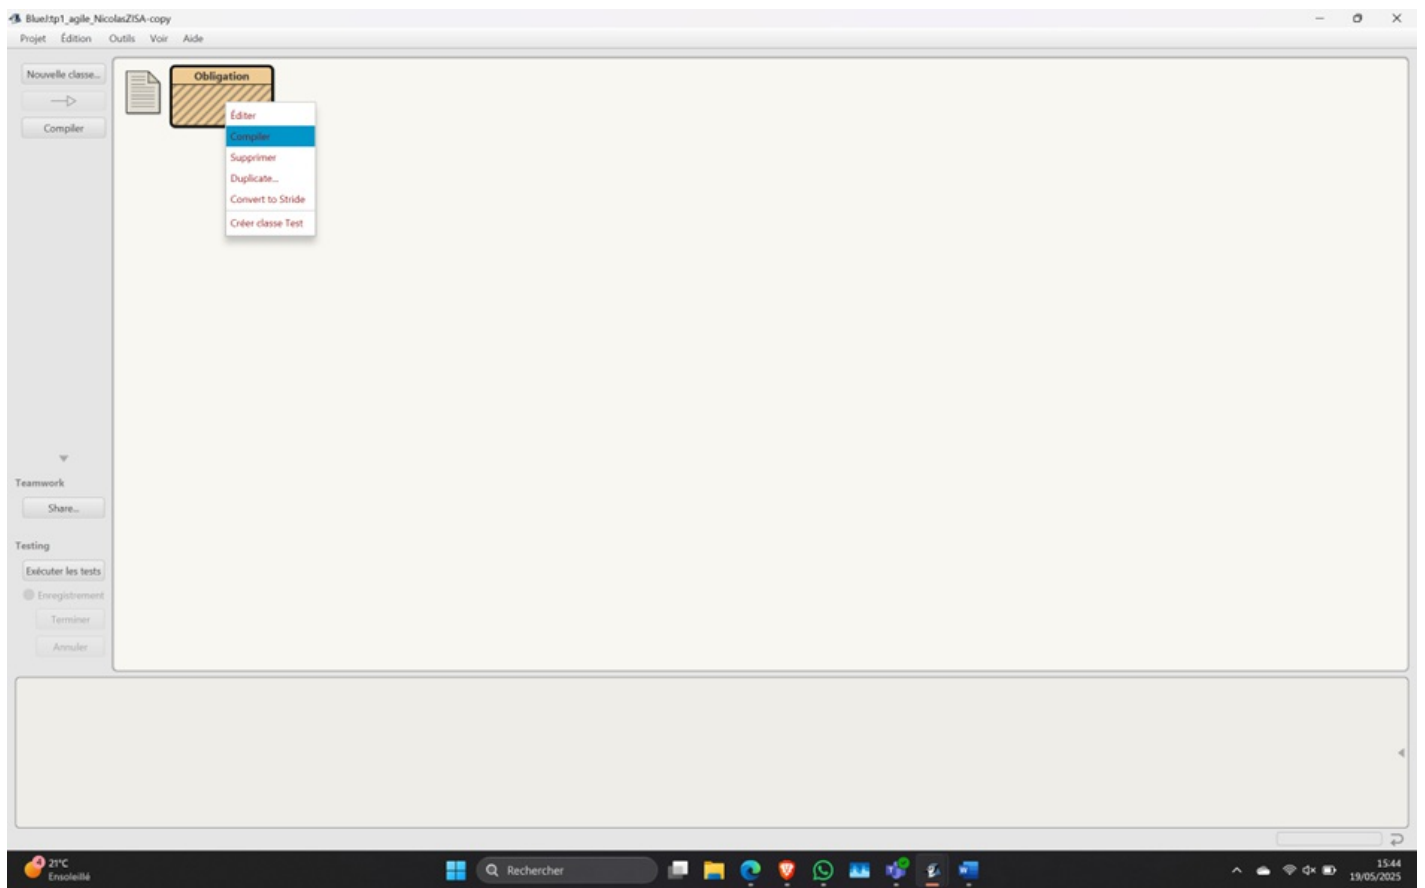 BlueJ:tp1_agile_NicolasZISA-copy
Projet Édition Outils Voir Aide
Nouvelle classe...
Compiler
Obligation
Éditer
Compiler
Supprimer
Duplicate...
Convert to Stride
Créer classe Test
Teamwork
Share...
Testing
Exécuter les tests
Enregistrement
Terminer
Annuler
4
21°C
Ensoleillé
Rechercher
15:44
19/05/2025